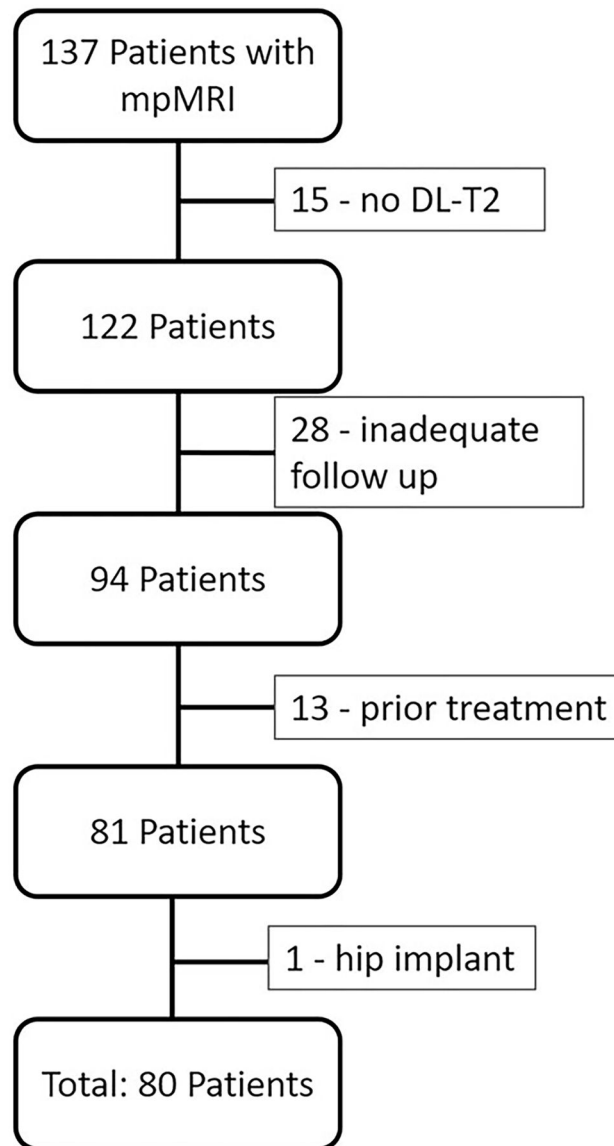 137 Patients with
mpMRI
15 - no DL-T2
122 Patients
28 - inadequate
follow up
94 Patients
13 - prior treatment
81 Patients
1 - hip implant
Total: 80 Patients